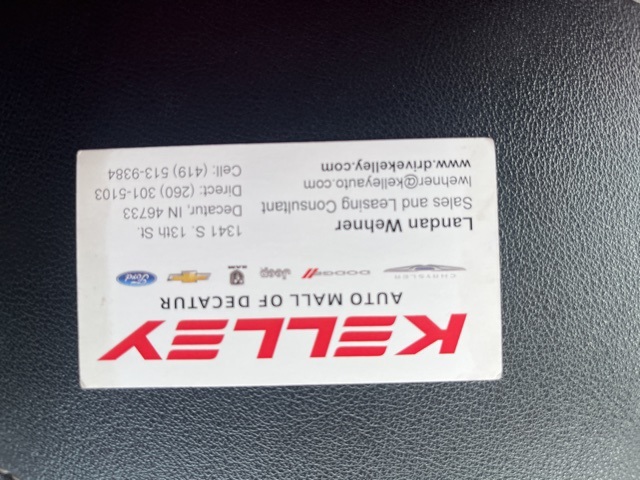 KELLEY
AUTO MALL OF DECATUR
CHRYSLER DODGE Jeep RAM Ford
Landan Wehner
Sales and Leasing Consultant
lwehner@kelleyauto.com
www.drivekelley.com
1341 S. 13th St.
Decatur, IN 46733
Direct: (260) 301-5103
Cell: (419) 513-9384